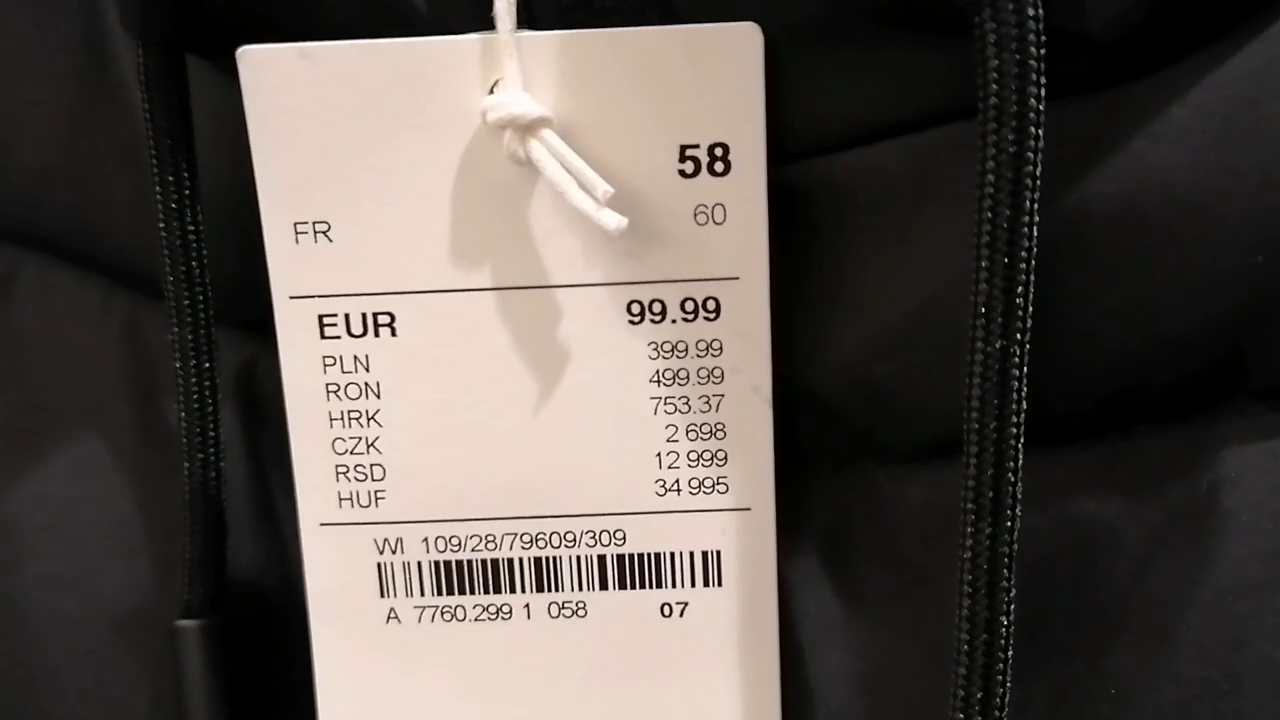 58
FR 60
EUR 99.99
PLN 399.99
RON 499.99
HRK 753.37
CZK 2 698
RSD 12 999
HUF 34 995
WI 109/28/79609/309
A 7760.299 1 058 07